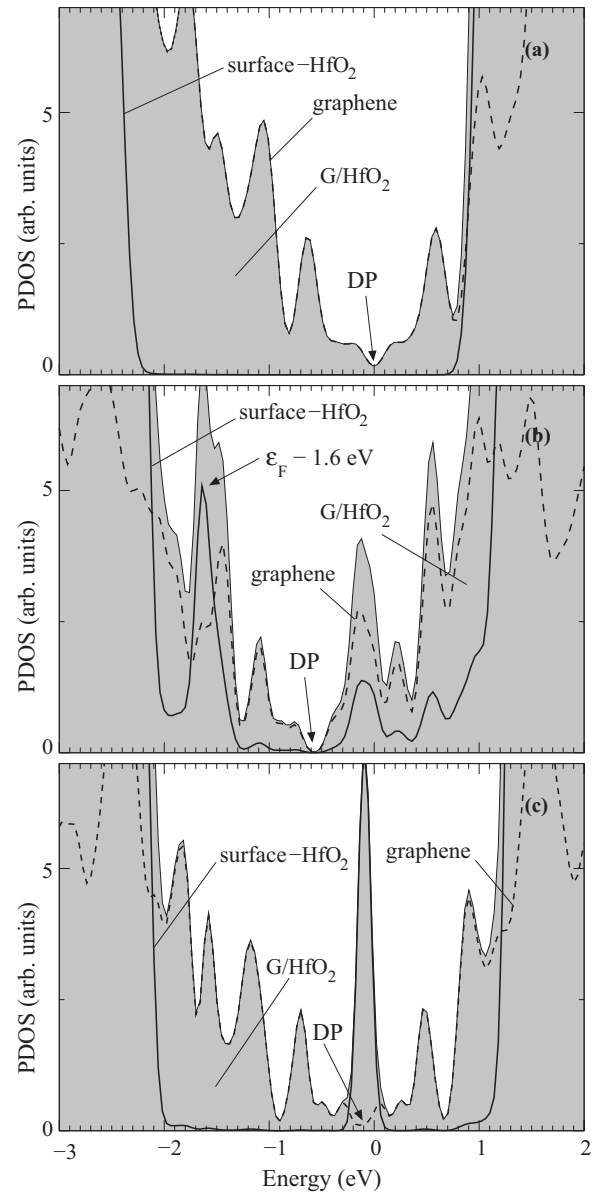 (a)
surface−HfO2
graphene
G/HfO2
DP
PDOS (arb. units)
5
0
(b)
surface−HfO2
εF − 1.6 eV
G/HfO2
graphene
DP
PDOS (arb. units)
5
0
(c)
surface−HfO2
graphene
G/HfO2
DP
PDOS (arb. units)
5
0
−3 −2 −1 0 1 2
Energy (eV)